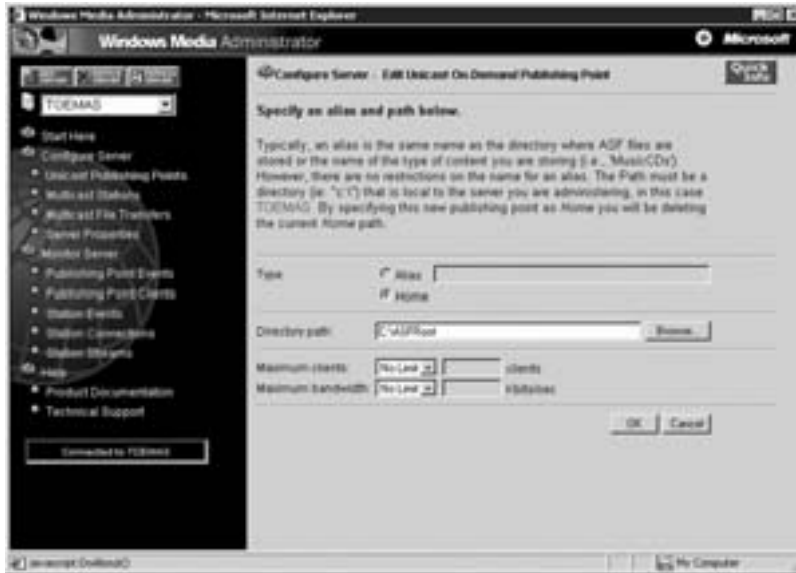 Windows Media Administrator - Microsoft Internet Explorer
Windows Media Administrator
Microsoft
TOEMAS
Start Here
Configure Server
Unicast Publishing Points
Multicast Stations
Multicast File Transfers
Server Properties
Monitor Server
Publishing Point Events
Publishing Point Clients
Station Events
Station Connections
Station Streams
Help
Product Documentation
Technical Support
Connected to TOEMAS
Configure Server - Edit Unicast On-Demand Publishing Point
Quick Info
Specify an alias and path below.
Typically, an alias is the same name as the directory where ASF files are
stored or the name of the type of content you are storing (i.e., 'MusicCDs').
However, there are no restrictions on the name for an alias. The Path must be a
directory (ie: "c:\") that is local to the server you are administering, in this case
TOEMAS. By specifying this new publishing point as Home you will be deleting
the current Home path.
Type: Alias
Home
Directory path: C:\ASFRoot Browse...
Maximum clients: No Limit clients
Maximum bandwidth: No Limit Kbits/sec
OK Cancel
My Computer